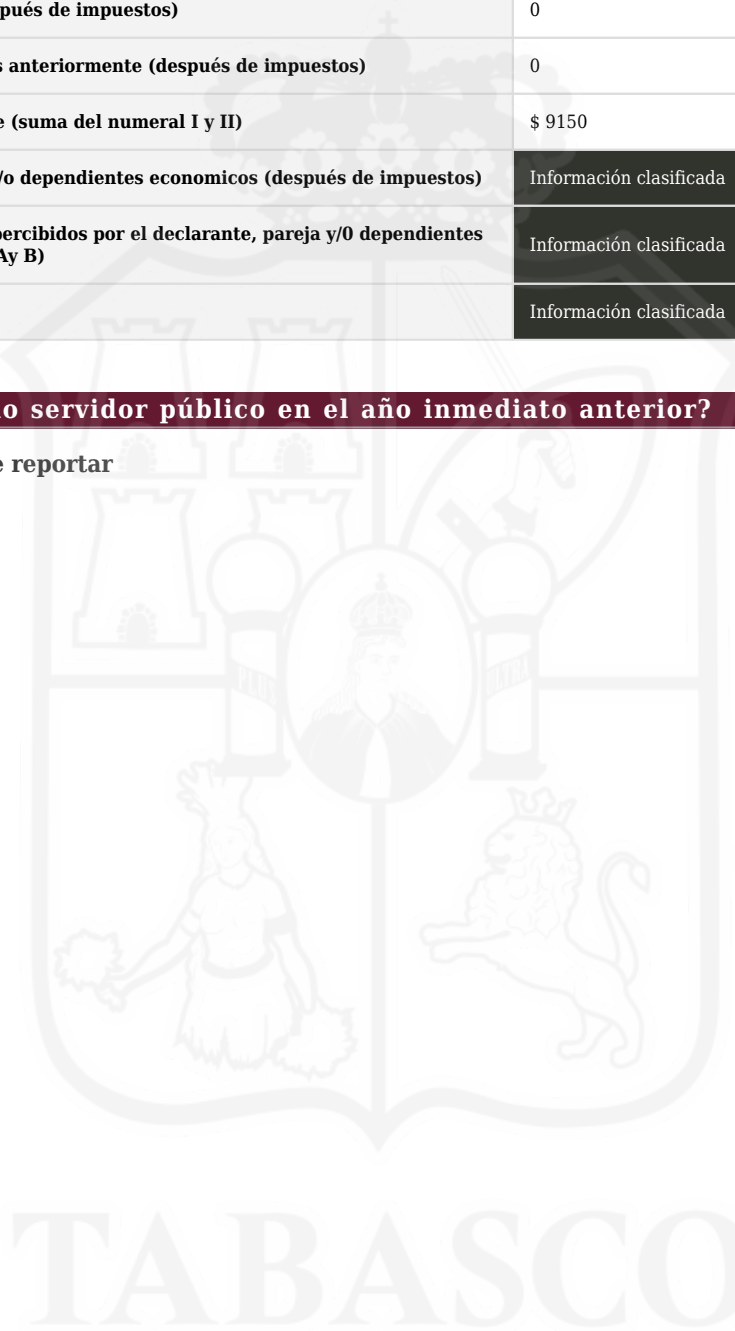 pués de impuestos)
0
s anteriormente (después de impuestos)
0
e (suma del numeral I y II)
$ 9150
/o dependientes economicos (después de impuestos)
Información clasificada
percibidos por el declarante, pareja y/0 dependientes
Ay B)
Información clasificada
Información clasificada
o servidor público en el año inmediato anterior?
e reportar
PLUS
ULTRA
TABASCO